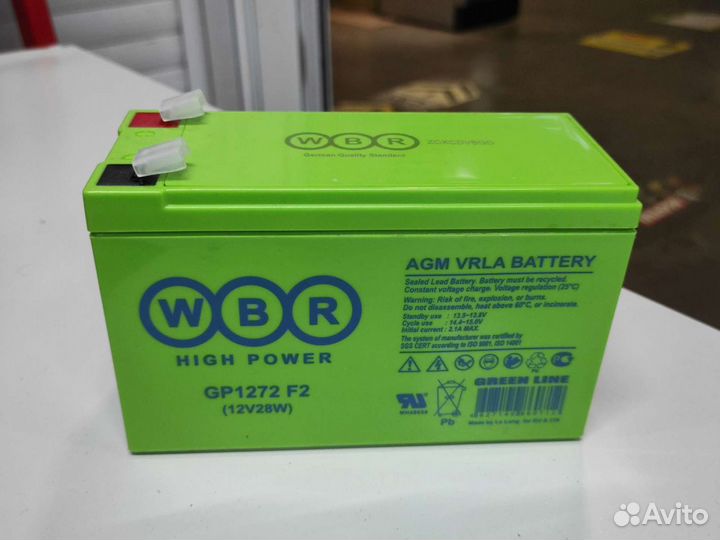 WBR
German Quality Standard
AGM VRLA BATTERY
Sealed Lead Battery. Battery must be recycled.
Constant voltage charge. Voltage regulation (25°C)
Warning: Risk of fire, explosion, or burns.
Do not disassemble, heat above 60°C, or incinerate.
Standby use : 13.5~13.8V
Cycle use : 14.4~15.0V
Initial current : 2.1A MAX.
The system of manufacturer was certified by
SGS CERT according to ISO 9001, ISO 14001
WBR
HIGH POWER
GP1272 F2
(12V28W)
Pb
GREEN LINE
Avito